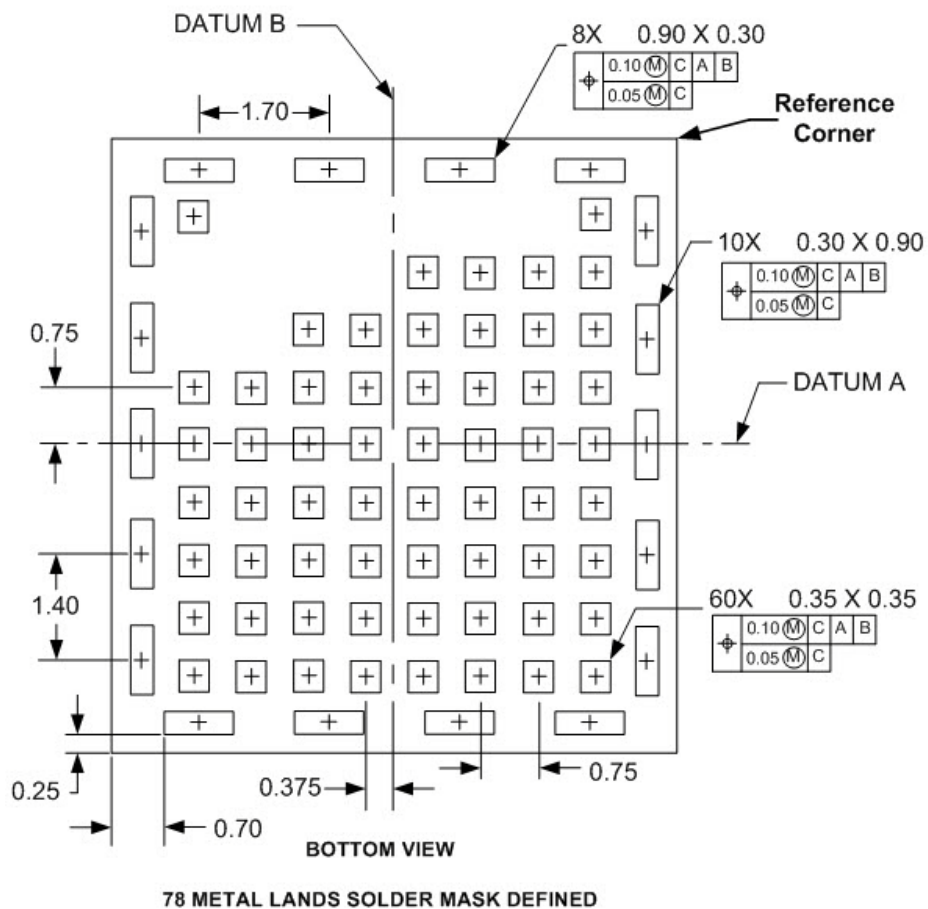 DATUM B
8X 0.90 X 0.30
⌖ 0.10 Ⓜ C A B
0.05 Ⓜ C
1.70
Reference
Corner
10X 0.30 X 0.90
⌖ 0.10 Ⓜ C A B
0.05 Ⓜ C
0.75
DATUM A
1.40
60X 0.35 X 0.35
⌖ 0.10 Ⓜ C A B
0.05 Ⓜ C
0.25
0.375
0.75
0.70
BOTTOM VIEW
78 METAL LANDS SOLDER MASK DEFINED